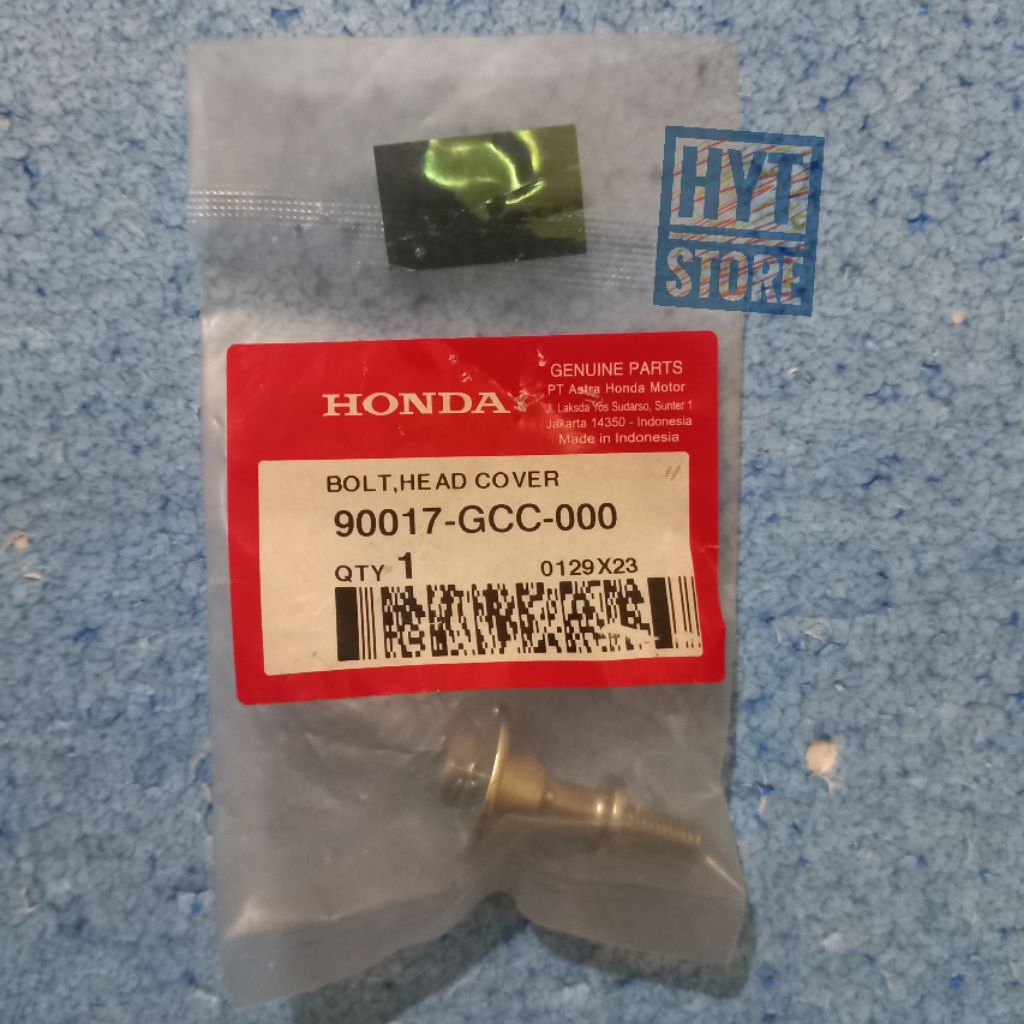 HYT
STORE
HONDA
GENUINE PARTS
PT Astra Honda Motor
Jl. Laksda Yos Sudarso, Sunter 1
Jakarta 14350 - Indonesia
Made in Indonesia
BOLT,HEAD COVER
90017-GCC-000
QTY 1 0129X23